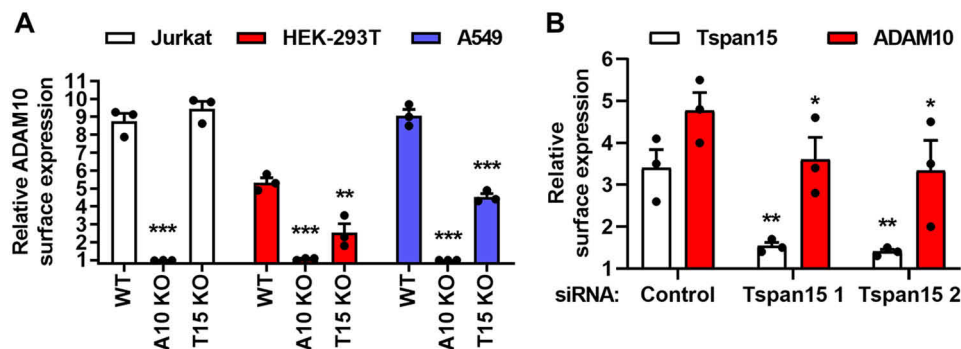 A
Jurkat HEK-293T A549
Relative ADAM10
surface expression
11
10
9
8
7
6
5
4
3
2
1
*** ** *** ***
***
WT A10 KO T15 KO WT A10 KO T15 KO WT A10 KO T15 KO
B
Tspan15 ADAM10
Relative
surface expression
6
5
4
3
2
1
** * ** *
siRNA: Control Tspan15 1 Tspan15 2